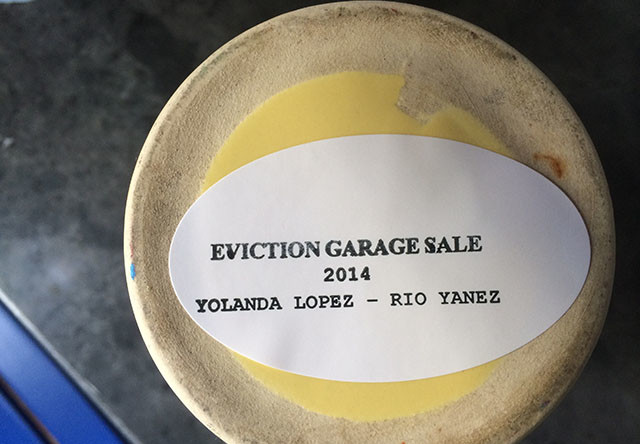 EVICTION GARAGE SALE
2014
YOLANDA LOPEZ – RIO YANEZ